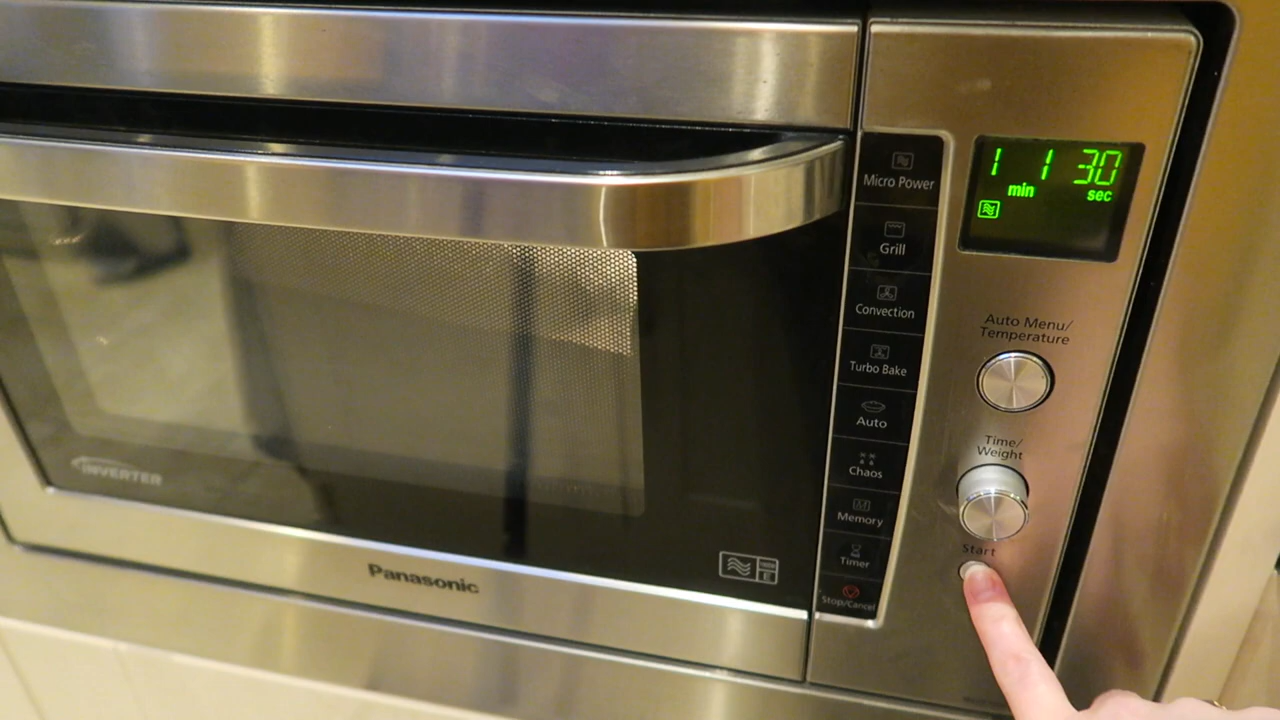 1 1 30
min sec
Micro Power
Grill
Convection
Turbo Bake
Auto
Chaos
Memory
Timer
Stop/Cancel
Auto Menu/
Temperature
Time/
Weight
Start
INVERTER
Panasonic
E